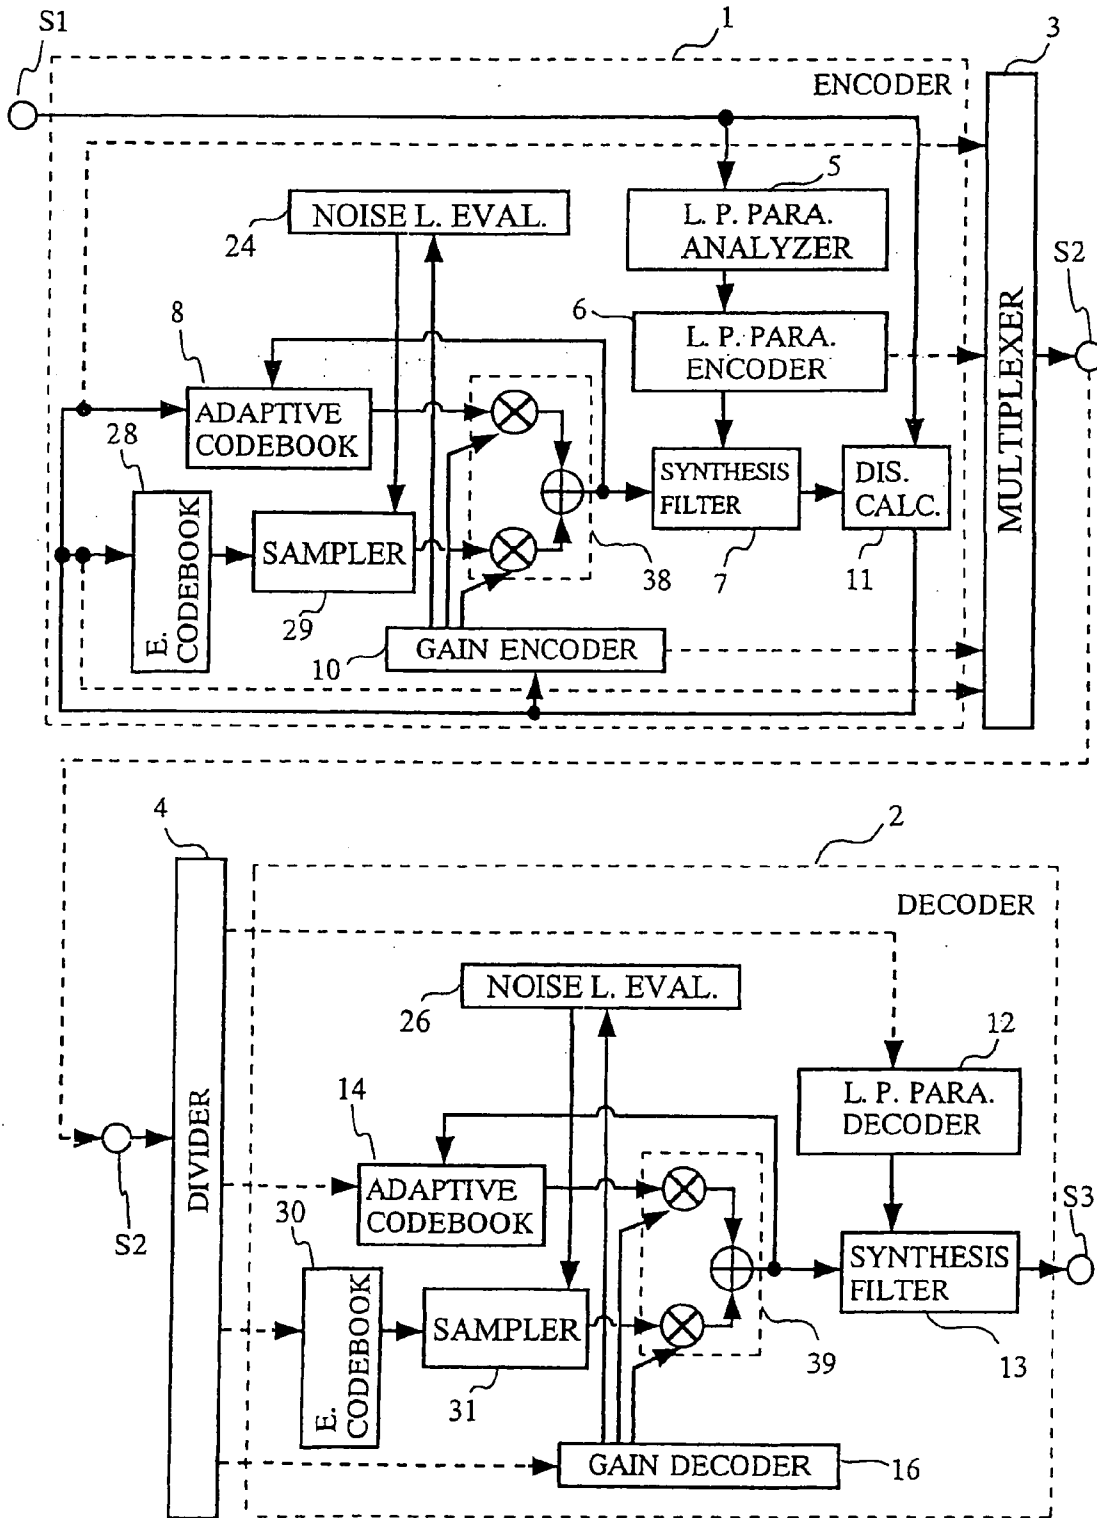 S1
1
3
ENCODER
5
L. P. PARA.
ANALYZER
24
NOISE L. EVAL.
S2
6
L. P. PARA.
ENCODER
8
ADAPTIVE
CODEBOOK
28
E.
CODEBOOK
SAMPLER
29
SYNTHESIS
FILTER
7
DIS.
CALC.
11
38
10
GAIN ENCODER
MULTIPLEXER
4
2
DECODER
26
NOISE L. EVAL.
12
L. P. PARA.
DECODER
14
ADAPTIVE
CODEBOOK
S2
DIVIDER
30
E.
CODEBOOK
SAMPLER
31
SYNTHESIS
FILTER
13
S3
39
GAIN DECODER
16